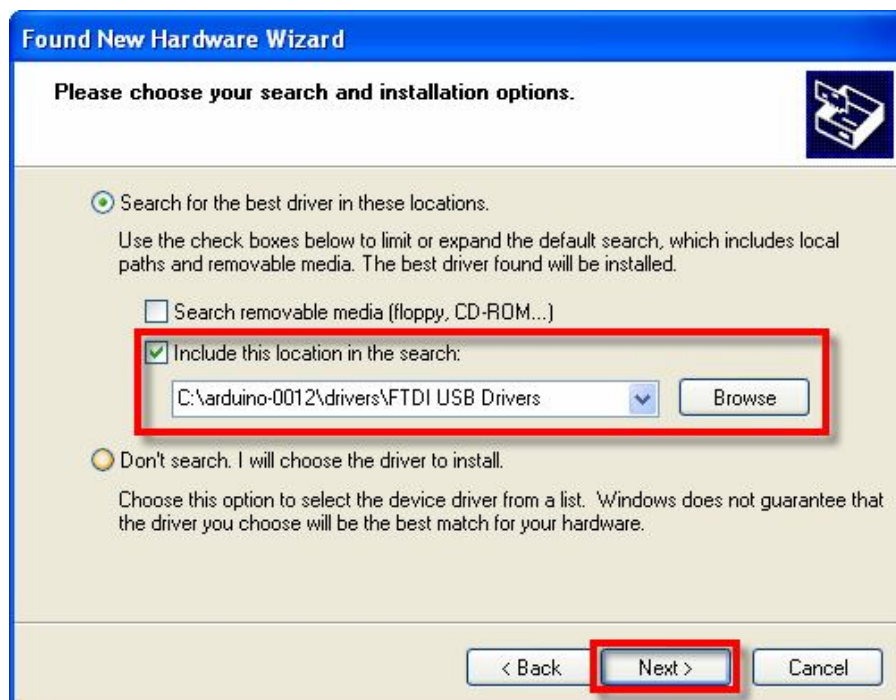 Found New Hardware Wizard
Please choose your search and installation options.
Search for the best driver in these locations.
Use the check boxes below to limit or expand the default search, which includes local
paths and removable media. The best driver found will be installed.
Search removable media (floppy, CD-ROM...)
Include this location in the search:
C:\arduino-0012\drivers\FTDI USB Drivers
Browse
Don't search. I will choose the driver to install.
Choose this option to select the device driver from a list. Windows does not guarantee that
the driver you choose will be the best match for your hardware.
< Back Next > Cancel